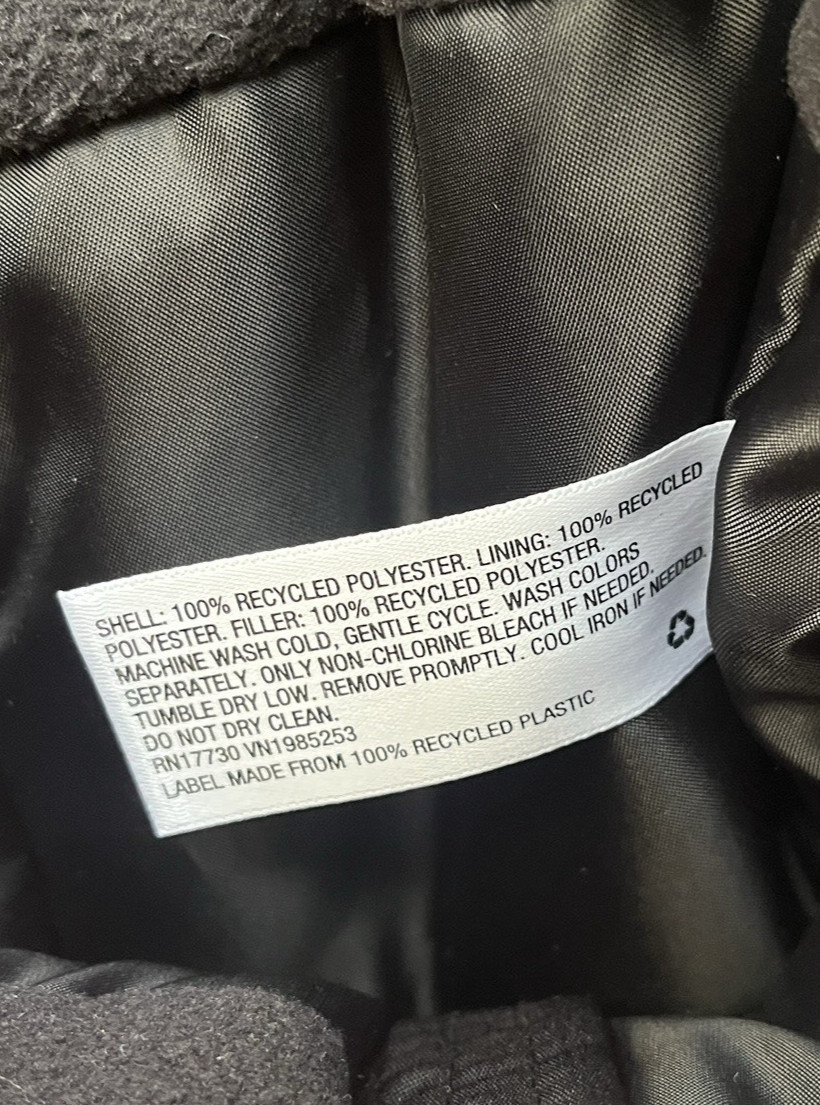 SHELL: 100% RECYCLED POLYESTER. LINING: 100% RECYCLED
POLYESTER. FILLER: 100% RECYCLED POLYESTER.
MACHINE WASH COLD, GENTLE CYCLE. WASH COLORS
SEPARATELY. ONLY NON-CHLORINE BLEACH IF NEEDED.
TUMBLE DRY LOW. REMOVE PROMPTLY. COOL IRON IF NEEDED.
DO NOT DRY CLEAN.
RN17730 VN1985253
LABEL MADE FROM 100% RECYCLED PLASTIC